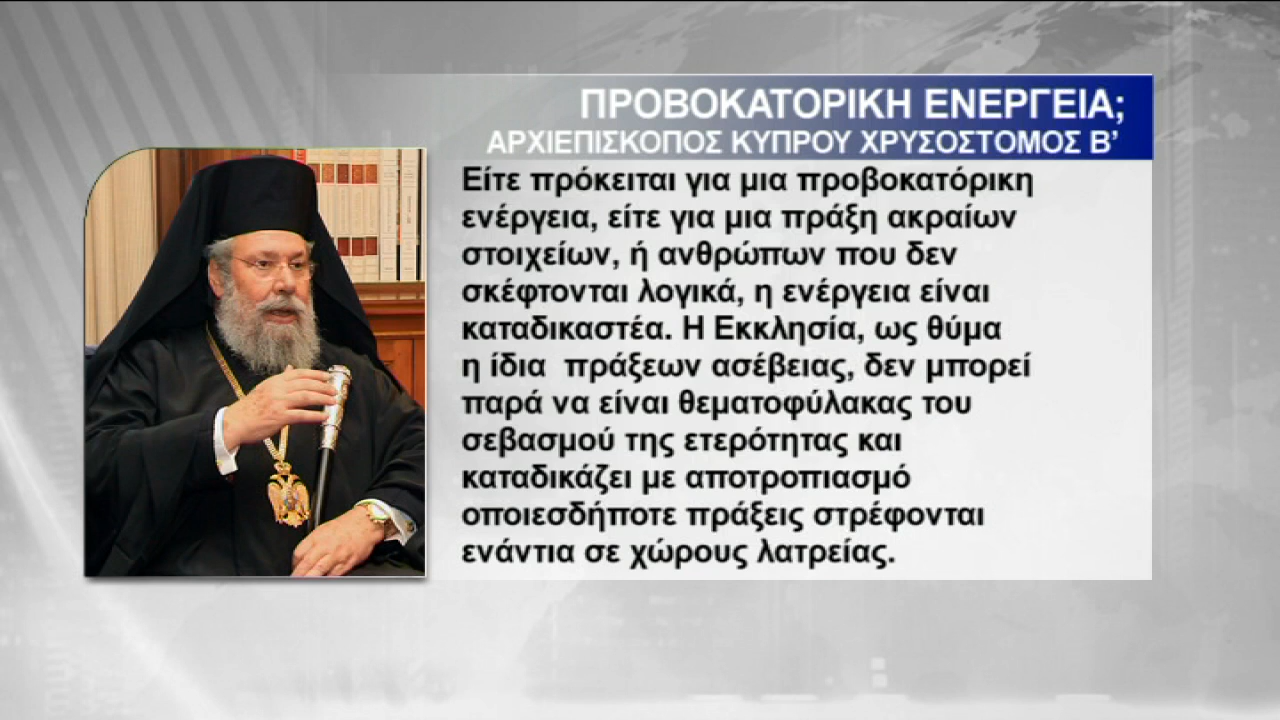 ΠΡΟΒΟΚΑΤΟΡΙΚΗ ΕΝΕΡΓΕΙΑ;
ΑΡΧΙΕΠΙΣΚΟΠΟΣ ΚΥΠΡΟΥ ΧΡΥΣΟΣΤΟΜΟΣ Β’
Είτε πρόκειται για μια προβοκατόρικη
ενέργεια, είτε για μια πράξη ακραίων
στοιχείων, ή ανθρώπων που δεν
σκέφτονται λογικά, η ενέργεια είναι
καταδικαστέα. Η Εκκλησία, ως θύμα
η ίδια  πράξεων ασέβειας, δεν μπορεί
παρά να είναι θεματοφύλακας του
σεβασμού της ετερότητας και
καταδικάζει με αποτροπιασμό
οποιεσδήποτε πράξεις στρέφονται
ενάντια σε χώρους λατρείας.